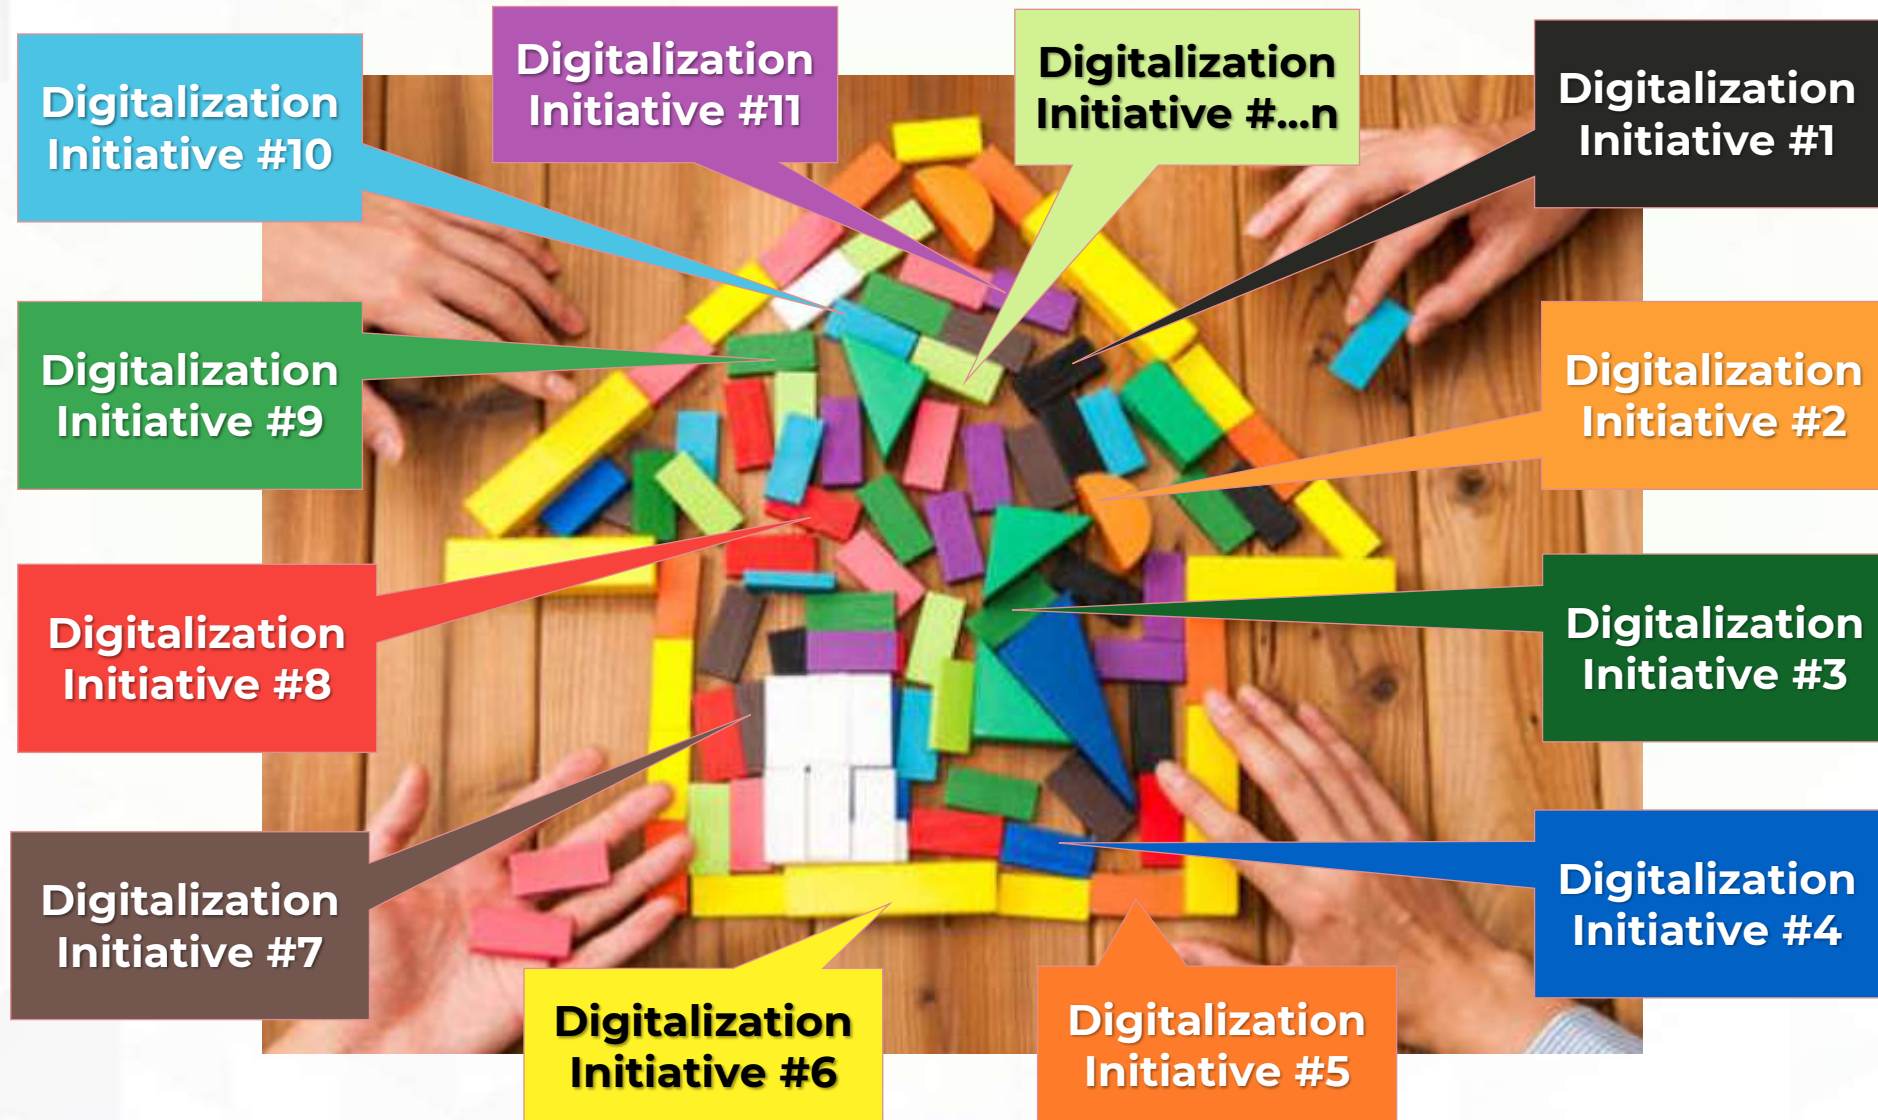 Digitalization
Initiative #10
Digitalization
Initiative #11
Digitalization
Initiative #...n
Digitalization
Initiative #1
Digitalization
Initiative #9
Digitalization
Initiative #2
Digitalization
Initiative #8
Digitalization
Initiative #3
Digitalization
Initiative #7
Digitalization
Initiative #4
Digitalization
Initiative #6
Digitalization
Initiative #5